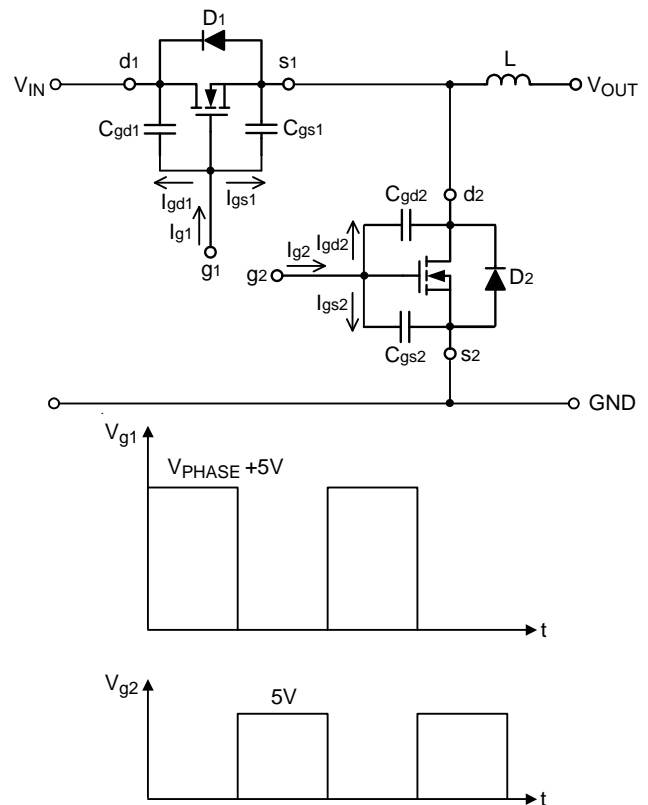 D1
d1
s1
L
VIN
VOUT
Cgd1
Cgs1
Igd1
Igs1
Ig1
g1
Cgd2
d2
Ig2
Igd2
g2
D2
Igs2
Cgs2
s2
GND
Vg1
VPHASE +5V
t
Vg2
5V
t